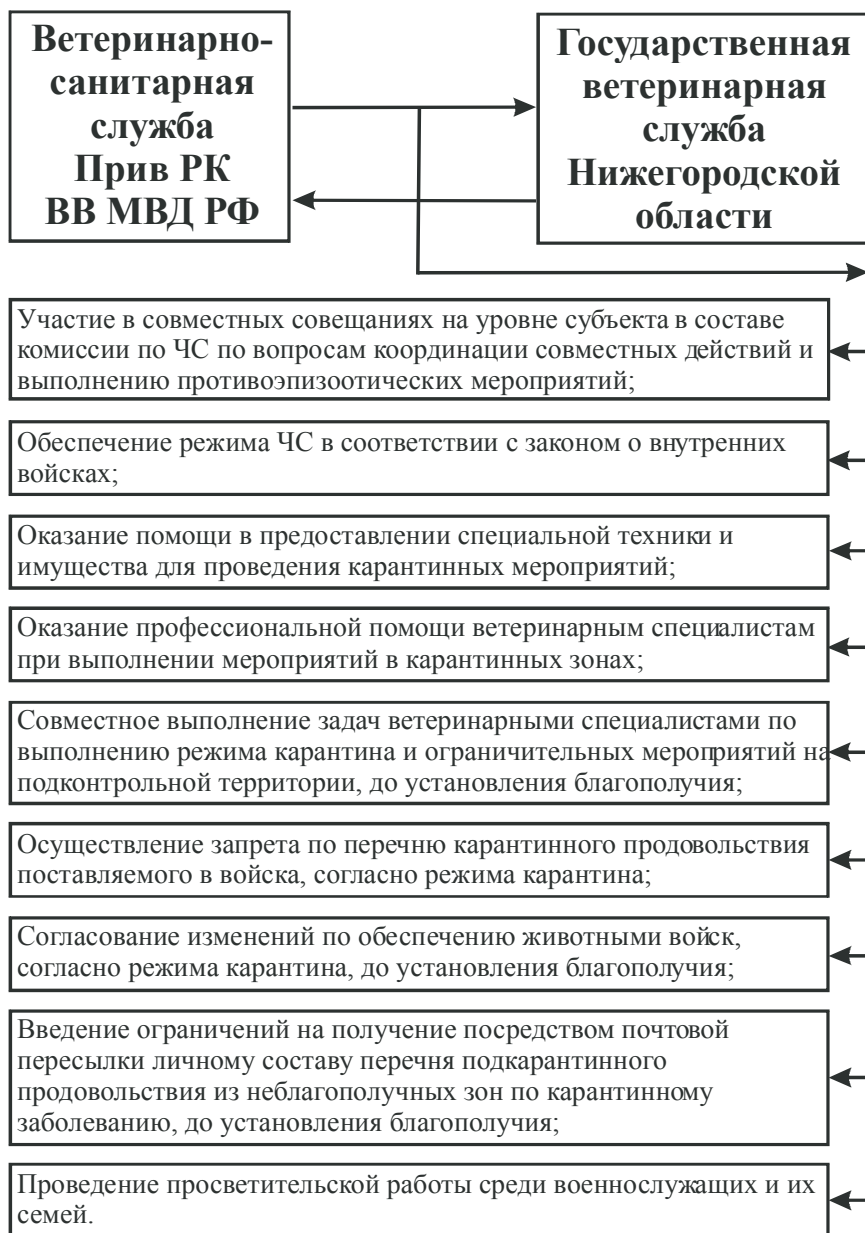 Ветеринарно-
санитарная
служба
Прив РК
ВВ МВД РФ
Государственная
ветеринарная
служба
Нижегородской
области
Участие в совместных совещаниях на уровне субъекта в составе
комиссии по ЧС по вопросам координации совместных действий и
выполнению противоэпизоотических мероприятий;
Обеспечение режима ЧС в соответствии с законом о внутренних
войсках;
Оказание помощи в предоставлении специальной техники и
имущества для проведения карантинных мероприятий;
Оказание профессиональной помощи ветеринарным специалистам
при выполнении мероприятий в карантинных зонах;
Совместное выполнение задач ветеринарными специалистами по
выполнению режима карантина и ограничительных мероприятий на
подконтрольной территории, до установления благополучия;
Осуществление запрета по перечню карантинного продовольствия
поставляемого в войска, согласно режима карантина;
Согласование изменений по обеспечению животными войск,
согласно режима карантина, до установления благополучия;
Введение ограничений на получение посредством почтовой
пересылки личному составу перечня подкарантинного
продовольствия из неблагополучных зон по карантинному
заболеванию, до установления благополучия;
Проведение просветительской работы среди военнослужащих и их
семей.